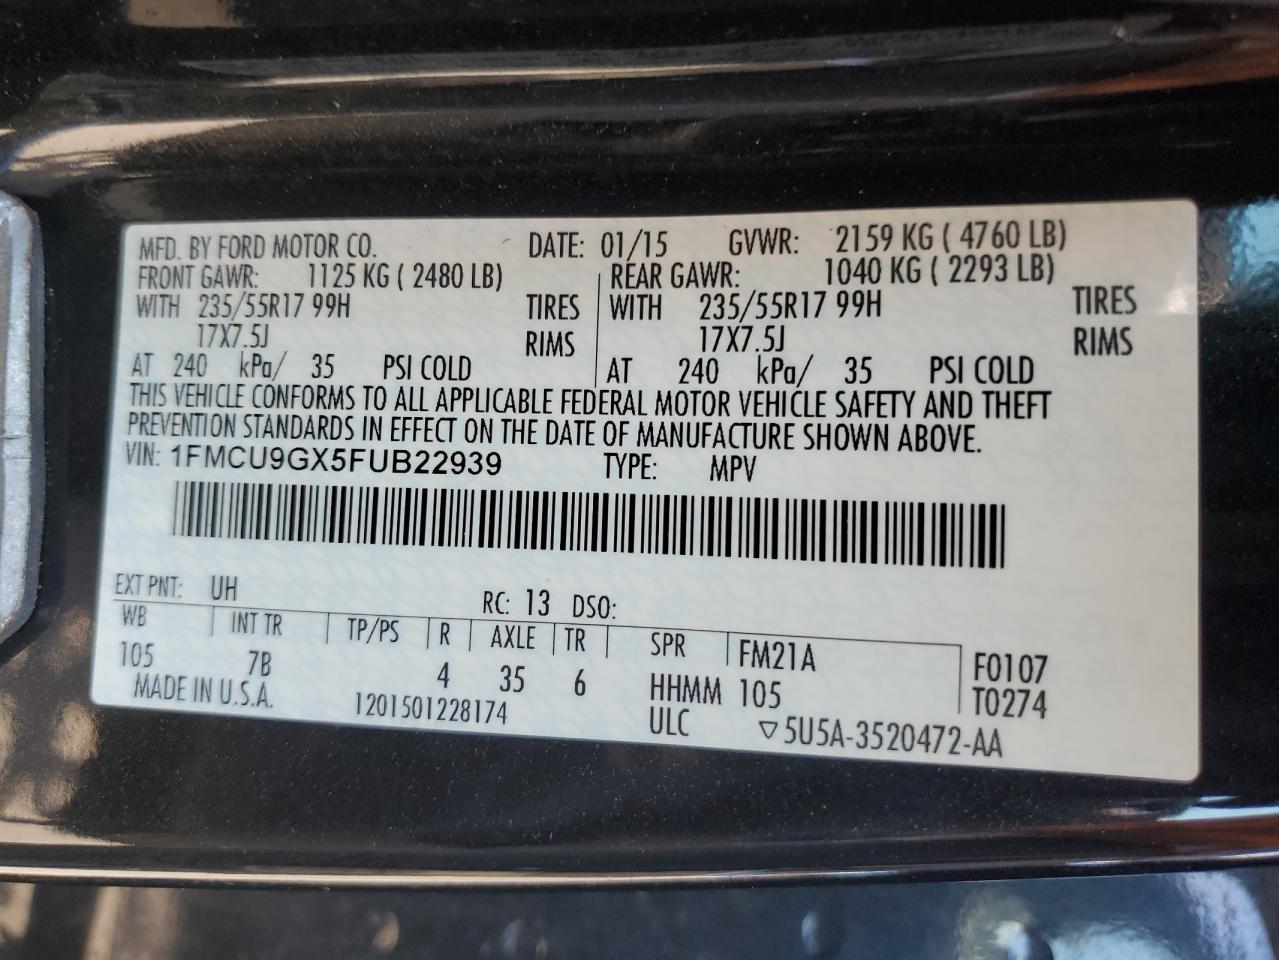 MFD. BY FORD MOTOR CO. DATE: 01/15 GVWR: 2159 KG ( 4760 LB)
FRONT GAWR: 1125 KG ( 2480 LB) REAR GAWR: 1040 KG ( 2293 LB)
WITH 235/55R17 99H TIRES WITH 235/55R17 99H TIRES
17X7.5J RIMS 17X7.5J RIMS
AT 240 kPa/ 35 PSI COLD AT 240 kPa/ 35 PSI COLD
THIS VEHICLE CONFORMS TO ALL APPLICABLE FEDERAL MOTOR VEHICLE SAFETY AND THEFT
PREVENTION STANDARDS IN EFFECT ON THE DATE OF MANUFACTURE SHOWN ABOVE.
VIN: 1FMCU9GX5FUB22939 TYPE: MPV
EXT PNT: UH RC: 13 DSO:
WB INT TR TP/PS R AXLE TR SPR FM21A F0107
105 7B 4 35 6 HHMM 105 T0274
MADE IN U.S.A. 1201501228174 ULC ▽5U5A-3520472-AA